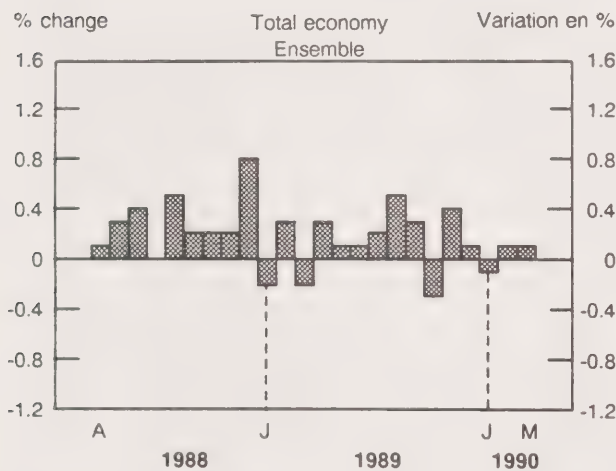 % change Total economy Variation en %
Ensemble
1.6 1.6
1.2 1.2
0.8 0.8
0.4 0.4
0 0
-0.4 -0.4
-0.8 -0.8
-1.2 -1.2
A J J M
1988 1989 1990